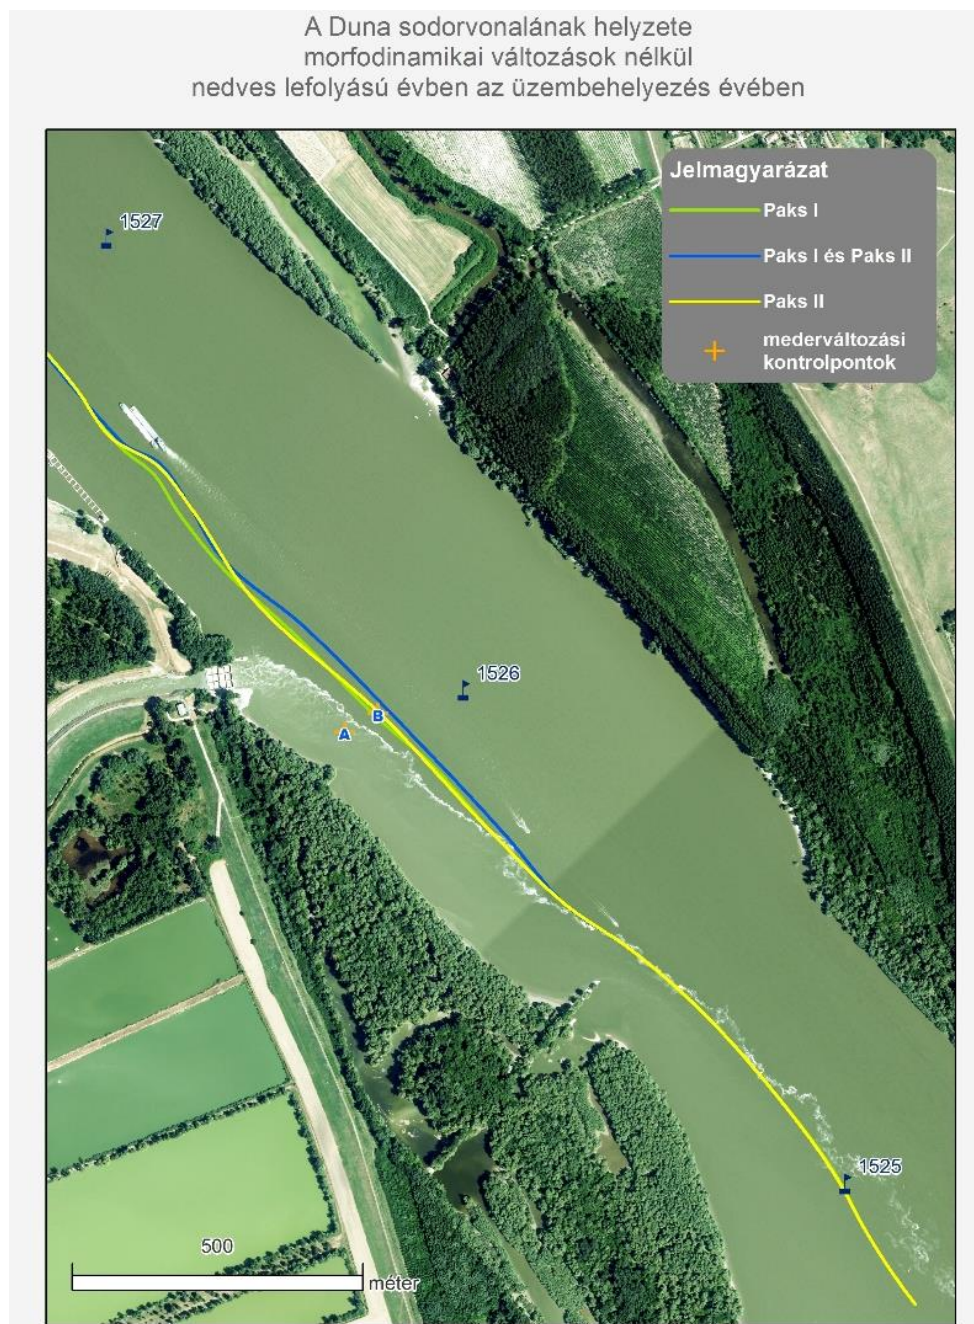 A Duna sodorvonalának helyzete
morfodinamikai változások nélkül
nedves lefolyású évben az üzembehelyezés évében
Jelmagyarázat
Paks I
Paks I és Paks II
Paks II
mederváltozási
kontrolpontok
1527
1526
B
A
1525
500
méter